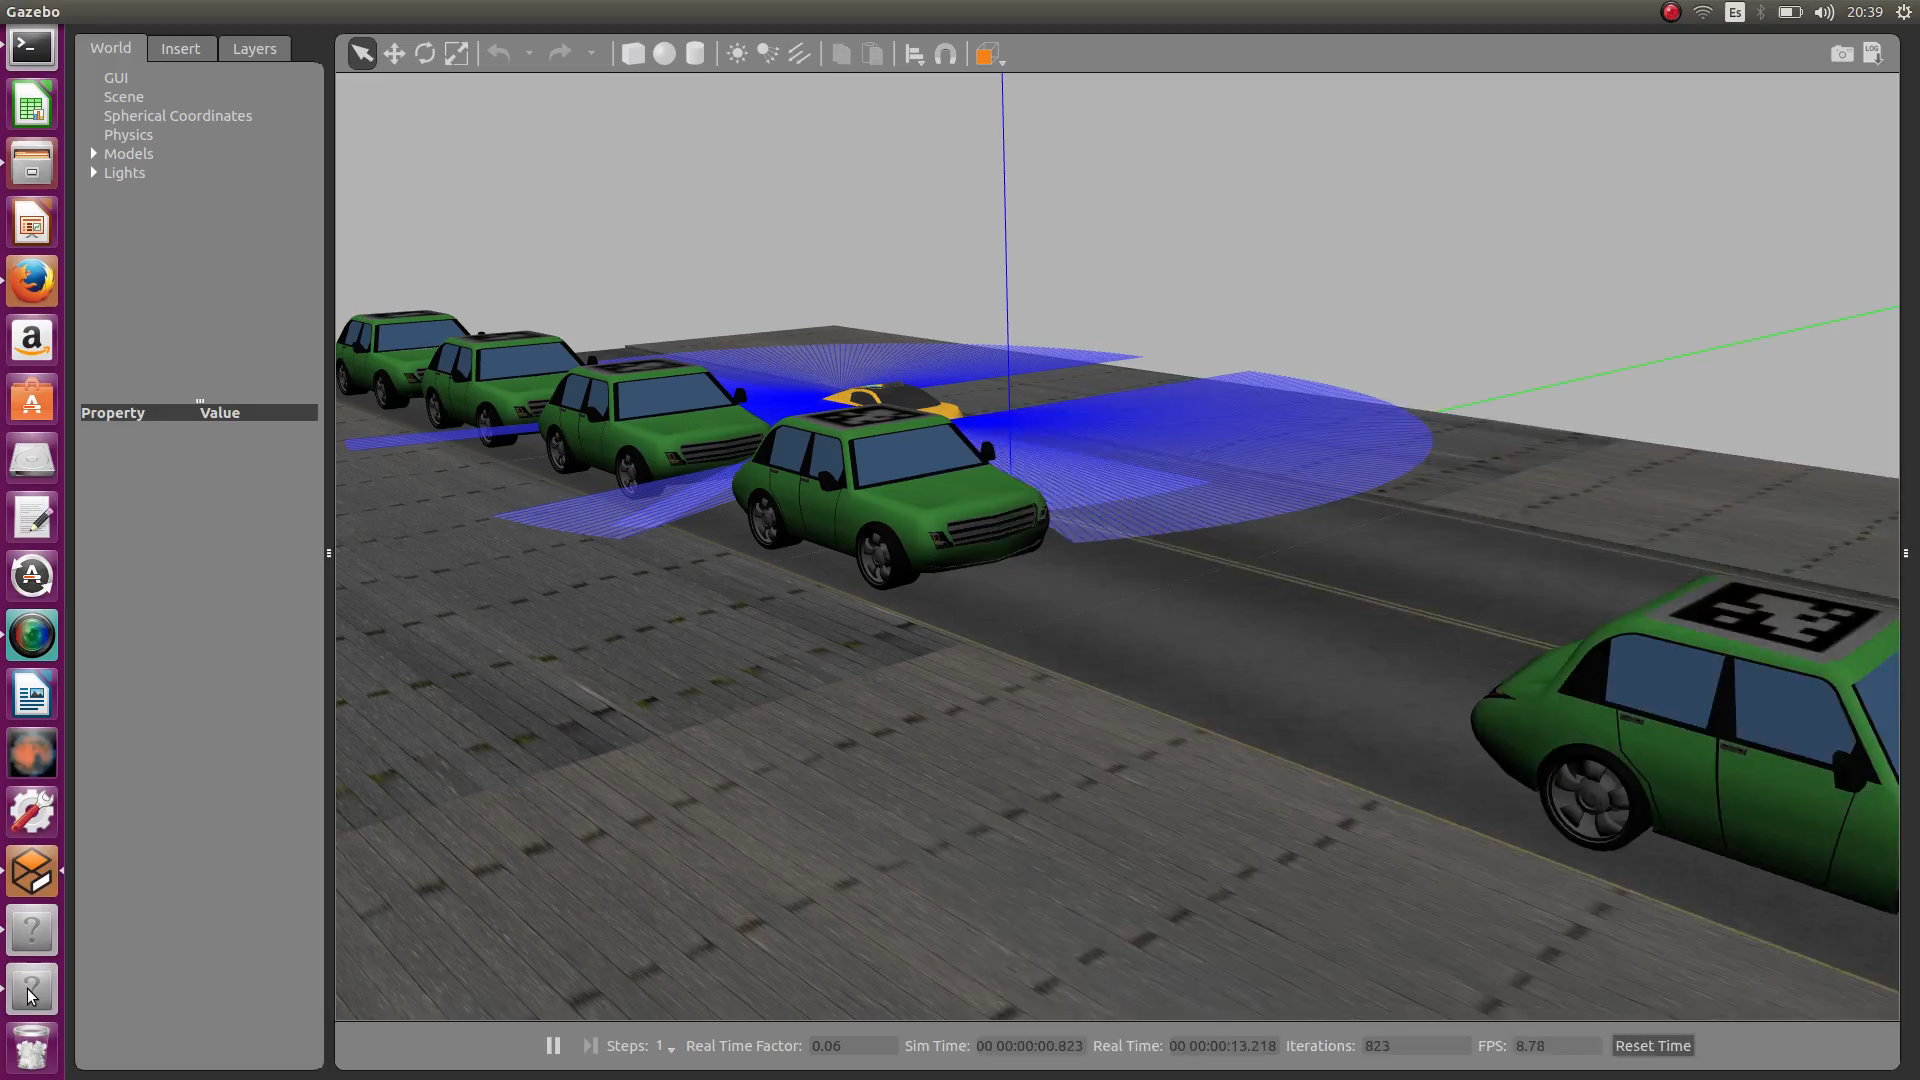 Gazebo
Es
20:39
World Insert Layers
LOG
GUI
Scene
Spherical Coordinates
Physics
Models
Lights
Property Value
Steps: 1 Real Time Factor: 0.06 Sim Time: 00 00:00:00.823 Real Time: 00 00:00:13.218 Iterations: 823 FPS: 8.78 Reset Time